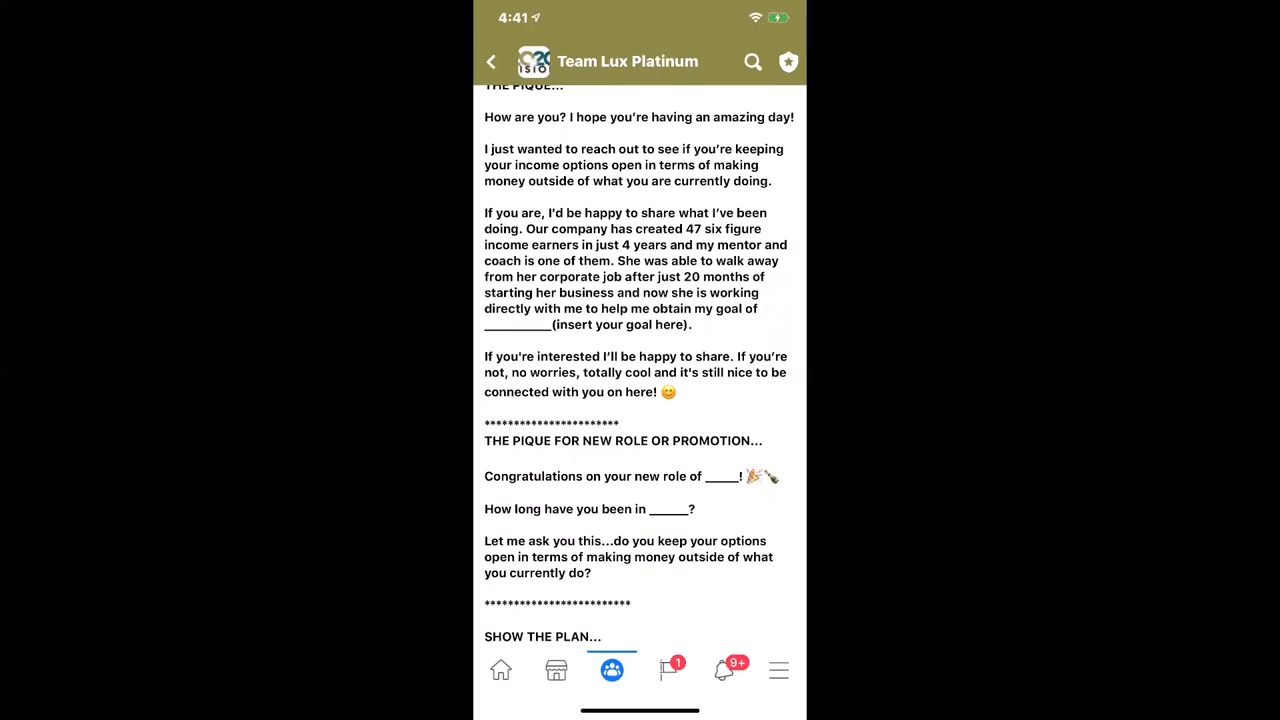 4:41
Team Lux Platinum
THE PIQUE...
How are you? I hope you're having an amazing day!
I just wanted to reach out to see if you're keeping
your income options open in terms of making
money outside of what you are currently doing.
If you are, I'd be happy to share what I've been
doing. Our company has created 47 six figure
income earners in just 4 years and my mentor and
coach is one of them. She was able to walk away
from her corporate job after just 20 months of
starting her business and now she is working
directly with me to help me obtain my goal of
___________(insert your goal here).
If you're interested I'll be happy to share. If you're
not, no worries, totally cool and it's still nice to be
connected with you on here! 😊
***********************
THE PIQUE FOR NEW ROLE OR PROMOTION...
Congratulations on your new role of _____! 🎉🍾
How long have you been in ______?
Let me ask you this...do you keep your options
open in terms of making money outside of what
you currently do?
*************************
SHOW THE PLAN...
1
9+